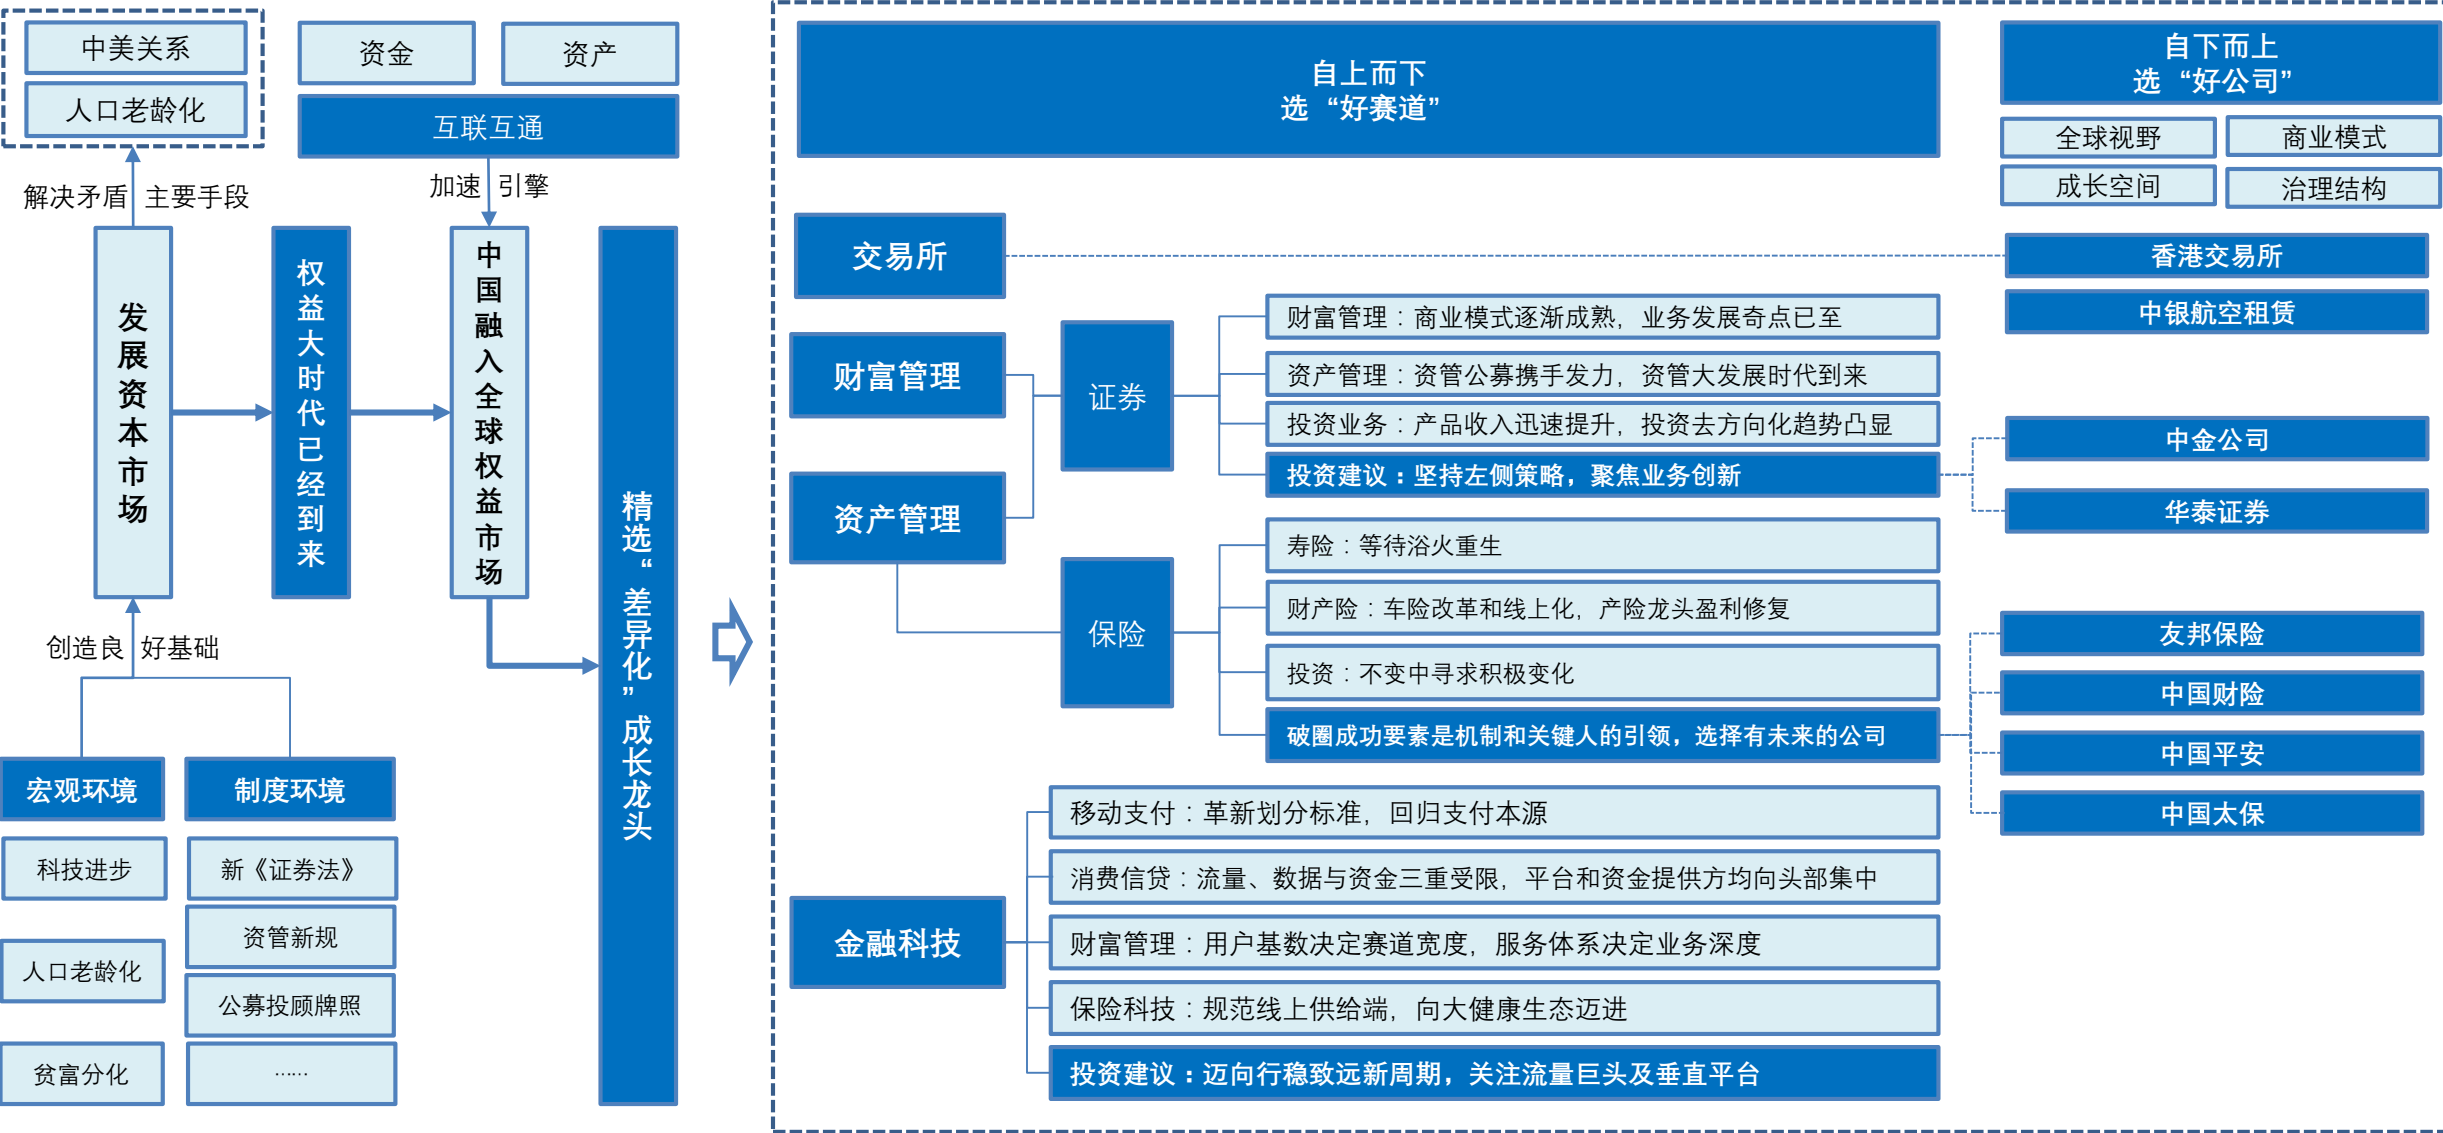 中美关系
人口老龄化
解决矛盾 主要手段
发展资本市场
创造良 好基础
宏观环境
科技进步
人口老龄化
贫富分化
制度环境
新《证券法》
资管新规
公募投顾牌照
……
权益大时代已经到来
资金
资产
互联互通
加速 引擎
中国融入全球权益市场
精选“差异化”成长龙头
自上而下
选“好赛道”
交易所
财富管理
资产管理
证券
财富管理：商业模式逐渐成熟，业务发展奇点已至
资产管理：资管公募携手发力，资管大发展时代到来
投资业务：产品收入迅速提升，投资去方向化趋势凸显
投资建议：坚持左侧策略，聚焦业务创新
保险
寿险：等待浴火重生
财产险：车险改革和线上化，产险龙头盈利修复
投资：不变中寻求积极变化
破圈成功要素是机制和关键人的引领，选择有未来的公司
金融科技
移动支付：革新划分标准，回归支付本源
消费信贷：流量、数据与资金三重受限，平台和资金提供方均向头部集中
财富管理：用户基数决定赛道宽度，服务体系决定业务深度
保险科技：规范线上供给端，向大健康生态迈进
投资建议：迈向行稳致远新周期，关注流量巨头及垂直平台
自下而上
选“好公司”
全球视野
商业模式
成长空间
治理结构
香港交易所
中银航空租赁
中金公司
华泰证券
友邦保险
中国财险
中国平安
中国太保